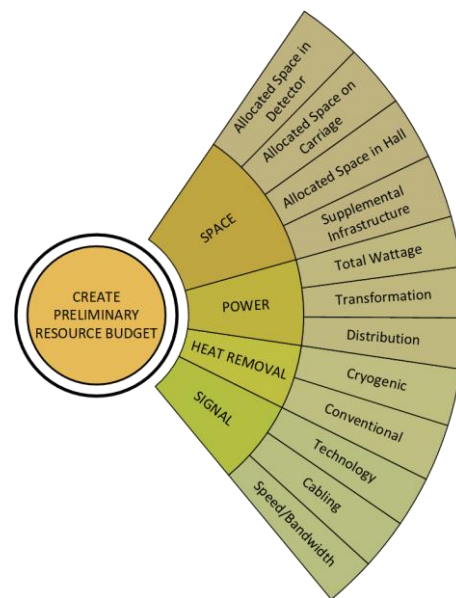 CREATE
PRELIMINARY
RESOURCE BUDGET
SPACE
Allocated Space in
Detector
Allocated Space on
Carriage
Allocated Space in Hall
Supplemental
Infrastructure
POWER
Total Wattage
Transformation
Distribution
HEAT REMOVAL
Cryogenic
Conventional
SIGNAL
Technology
Cabling
Speed/Bandwidth